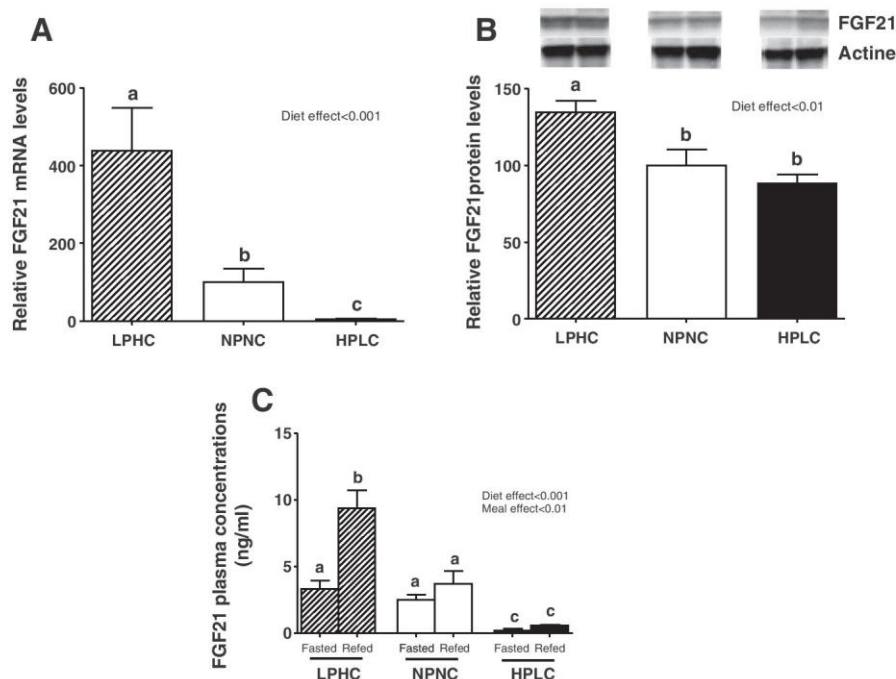 A
Relative FGF21 mRNA levels
600
400
200
0
a
b
c
Diet effect<0.001
LPHC NPNC HPLC
B
FGF21
Actine
Relative FGF21protein levels
150
100
50
0
a
b
b
Diet effect<0.01
LPHC NPNC HPLC
C
FGF21 plasma concentrations
(ng/ml)
15
10
5
0
a
b
a
a
c
c
Diet effect<0.001
Meal effect<0.01
Fasted Refed Fasted Refed Fasted Refed
LPHC NPNC HPLC